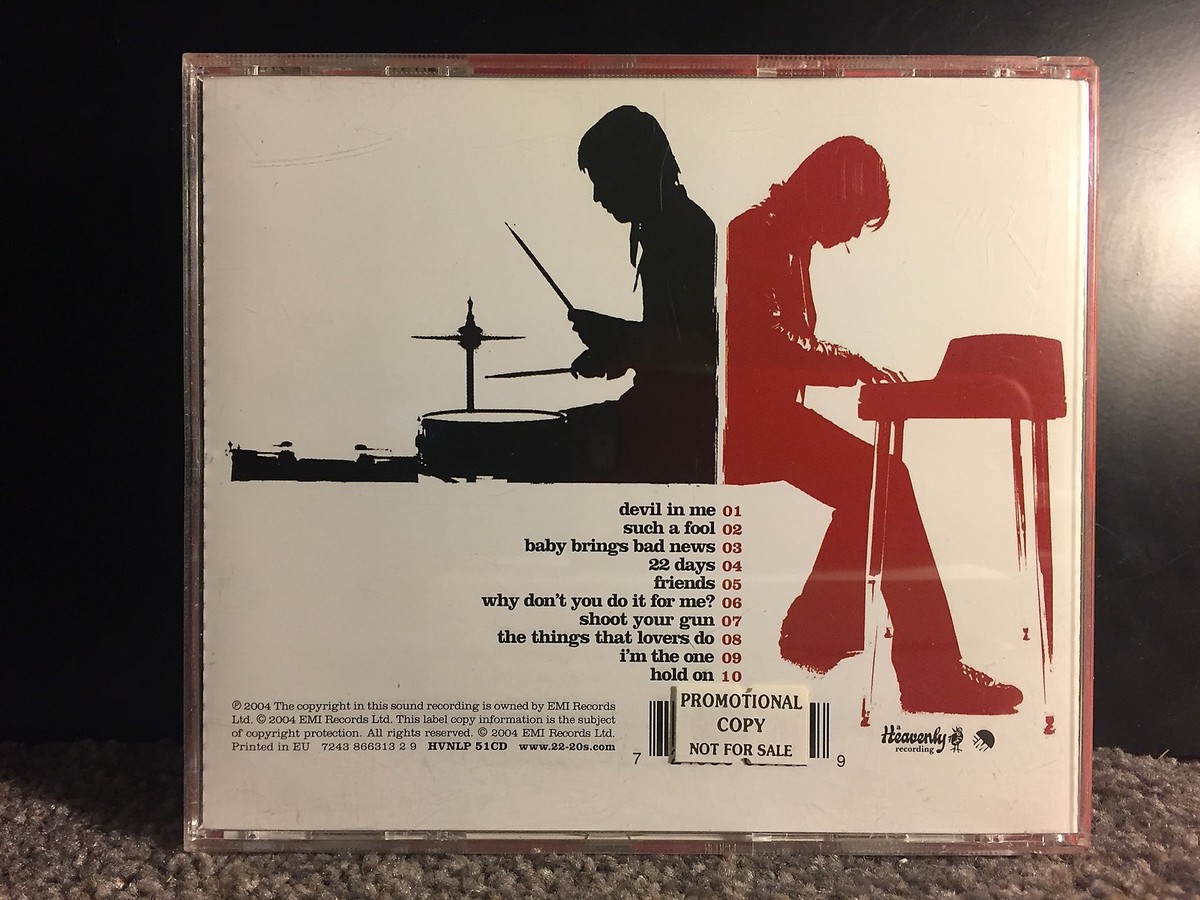 devil in me 01
such a fool 02
baby brings bad news 03
22 days 04
friends 05
why don't you do it for me? 06
shoot your gun 07
the things that lovers do 08
i'm the one 09
hold on 10
℗ 2004 The copyright in this sound recording is owned by EMI Records
Ltd. © 2004 EMI Records Ltd. This label copy information is the subject
of copyright protection. All rights reserved. © 2004 EMI Records Ltd.
Printed in EU 7243 866313 2 9 HVNLP 51CD www.22-20s.com
PROMOTIONAL
COPY
NOT FOR SALE
7 9
a
Heavenly
recording